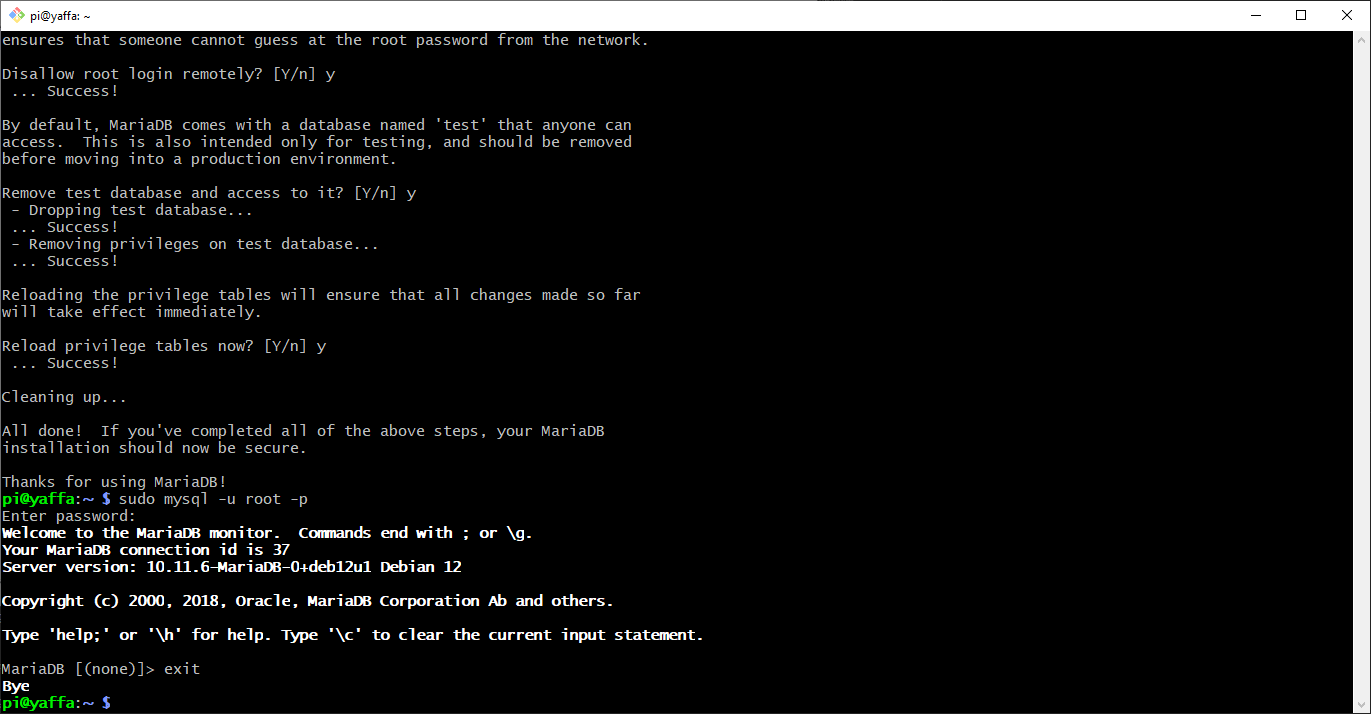 pi@yaffa: ~
ensures that someone cannot guess at the root password from the network.
Disallow root login remotely? [Y/n] y
 ... Success!
By default, MariaDB comes with a database named 'test' that anyone can
access.  This is also intended only for testing, and should be removed
before moving into a production environment.
Remove test database and access to it? [Y/n] y
 - Dropping test database...
 ... Success!
 - Removing privileges on test database...
 ... Success!
Reloading the privilege tables will ensure that all changes made so far
will take effect immediately.
Reload privilege tables now? [Y/n] y
 ... Success!
Cleaning up...
All done!  If you've completed all of the above steps, your MariaDB
installation should now be secure.
Thanks for using MariaDB!
pi@yaffa:~ $ sudo mysql -u root -p
Enter password:
Welcome to the MariaDB monitor.  Commands end with ; or \g.
Your MariaDB connection id is 37
Server version: 10.11.6-MariaDB-0+deb12u1 Debian 12
Copyright (c) 2000, 2018, Oracle, MariaDB Corporation Ab and others.
Type 'help;' or '\h' for help. Type '\c' to clear the current input statement.
MariaDB [(none)]> exit
Bye
pi@yaffa:~ $